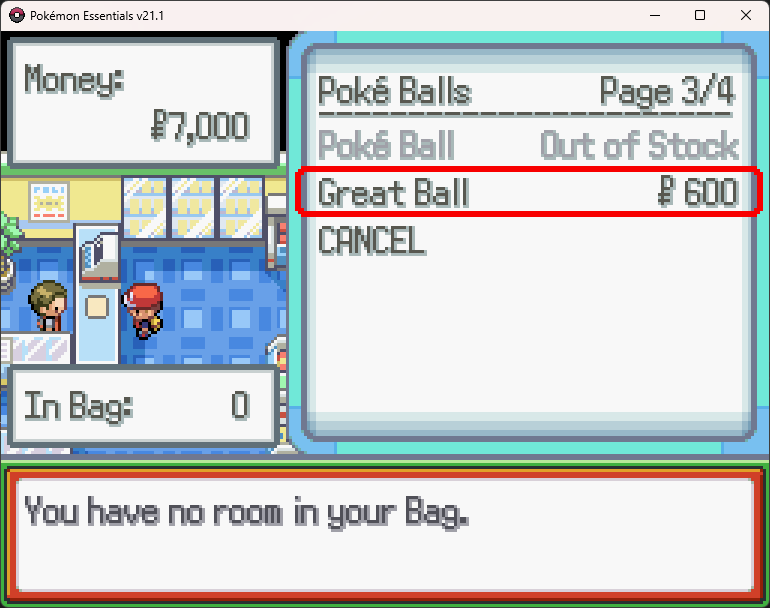 Pokémon Essentials v21.1
Money:
₽7,000
Poké Balls Page 3/4
Poké Ball Out of Stock
Great Ball ₽ 600
CANCEL
In Bag: 0
You have no room in your Bag.